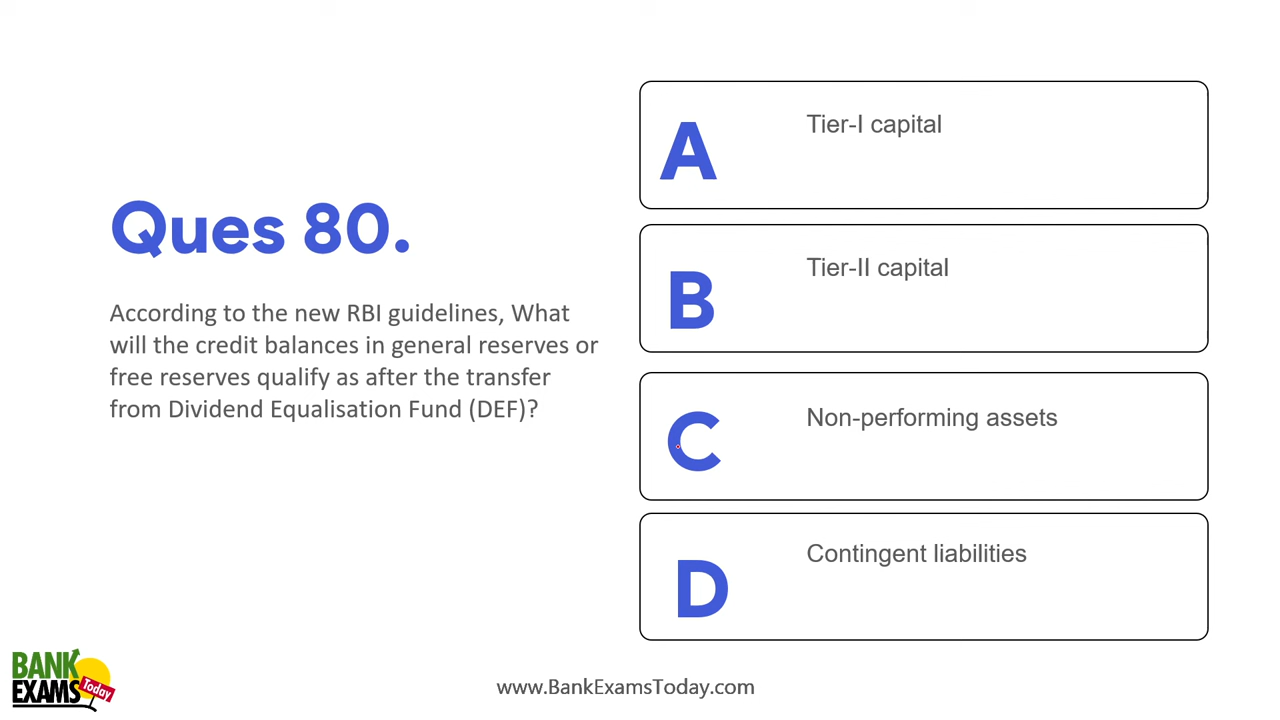 Ques 80.
According to the new RBI guidelines, What
will the credit balances in general reserves or
free reserves qualify as after the transfer
from Dividend Equalisation Fund (DEF)?
A
Tier-I capital
B
Tier-II capital
C
Non-performing assets
D
Contingent liabilities
BANK
EXAMS Today
www.BankExamsToday.com